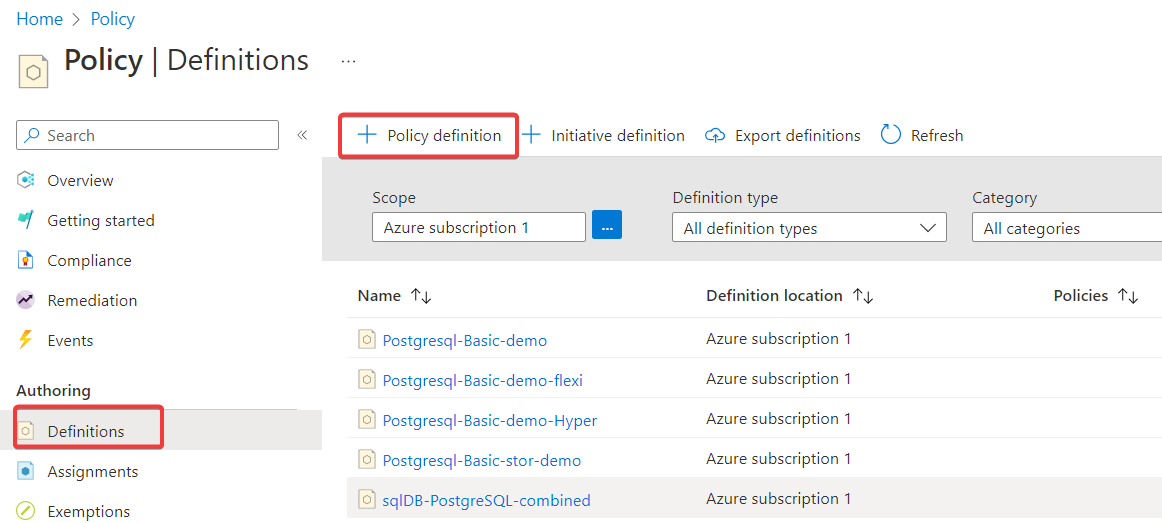 Home > Policy
Policy | Definitions ...
Search «
Overview
Getting started
Compliance
Remediation
Events
Authoring
Definitions
Assignments
Exemptions
+ Policy definition + Initiative definition Export definitions Refresh
Scope Definition type Category
Azure subscription 1 ... All definition types All categories
Name ↑↓ Definition location ↑↓ Policies ↑↓
Postgresql-Basic-demo Azure subscription 1
Postgresql-Basic-demo-flexi Azure subscription 1
Postgresql-Basic-demo-Hyper Azure subscription 1
Postgresql-Basic-stor-demo Azure subscription 1
sqlDB-PostgreSQL-combined Azure subscription 1